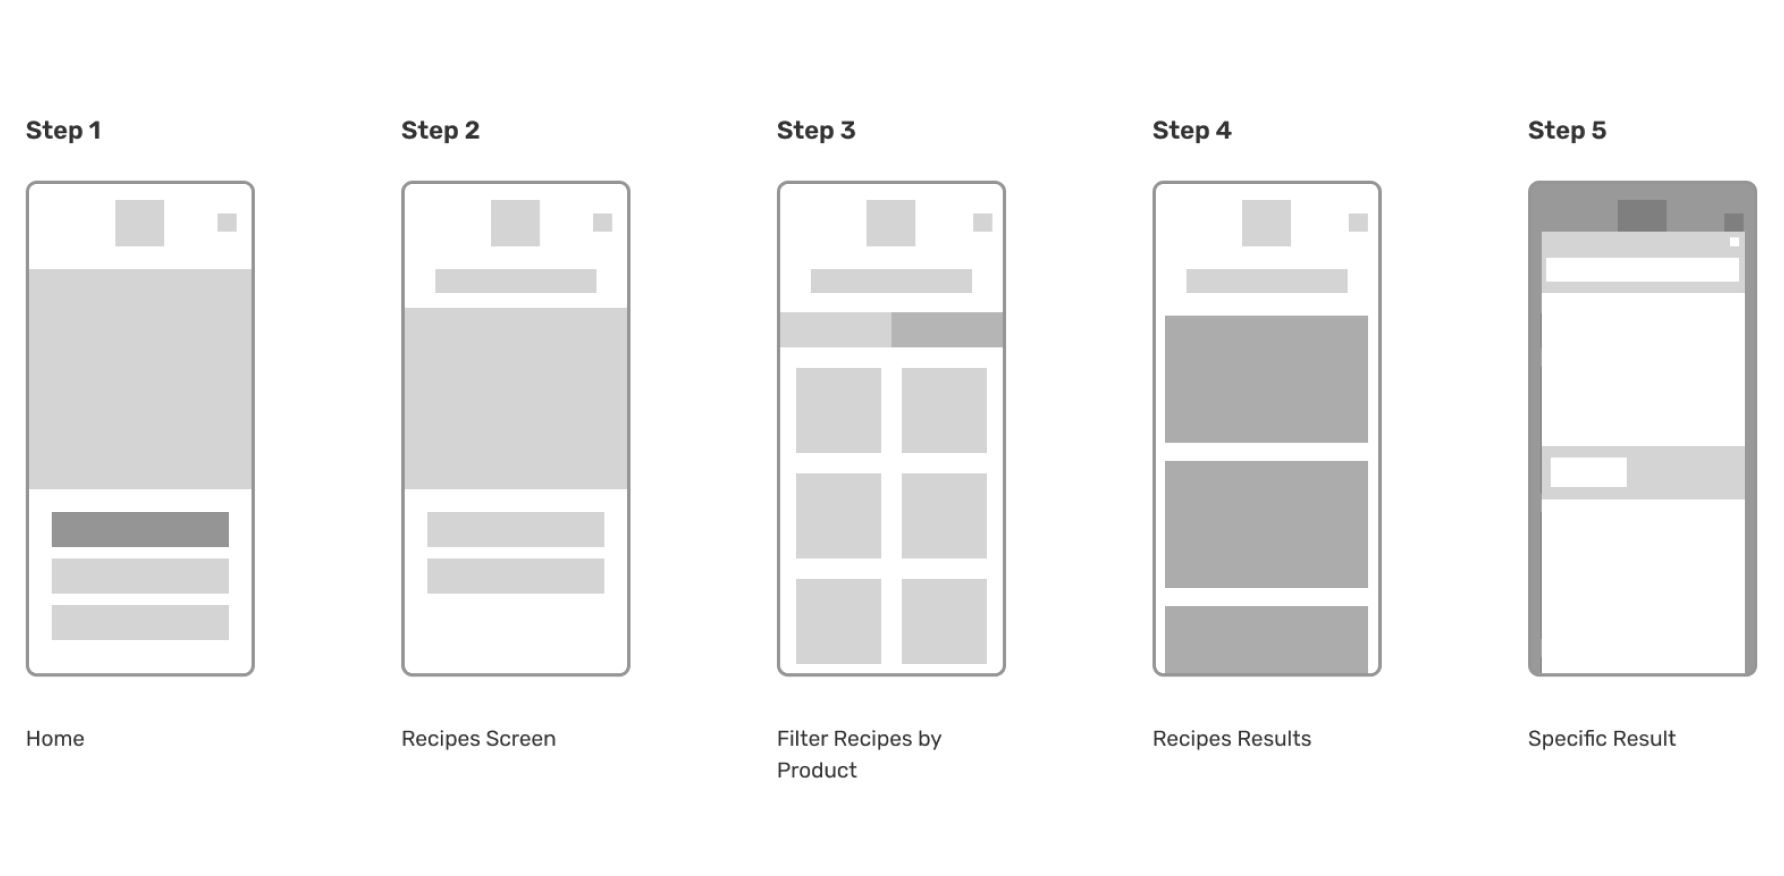 Step 1
Step 2
Step 3
Step 4
Step 5
Home
Recipes Screen
Filter Recipes by
Product
Recipes Results
Specific Result